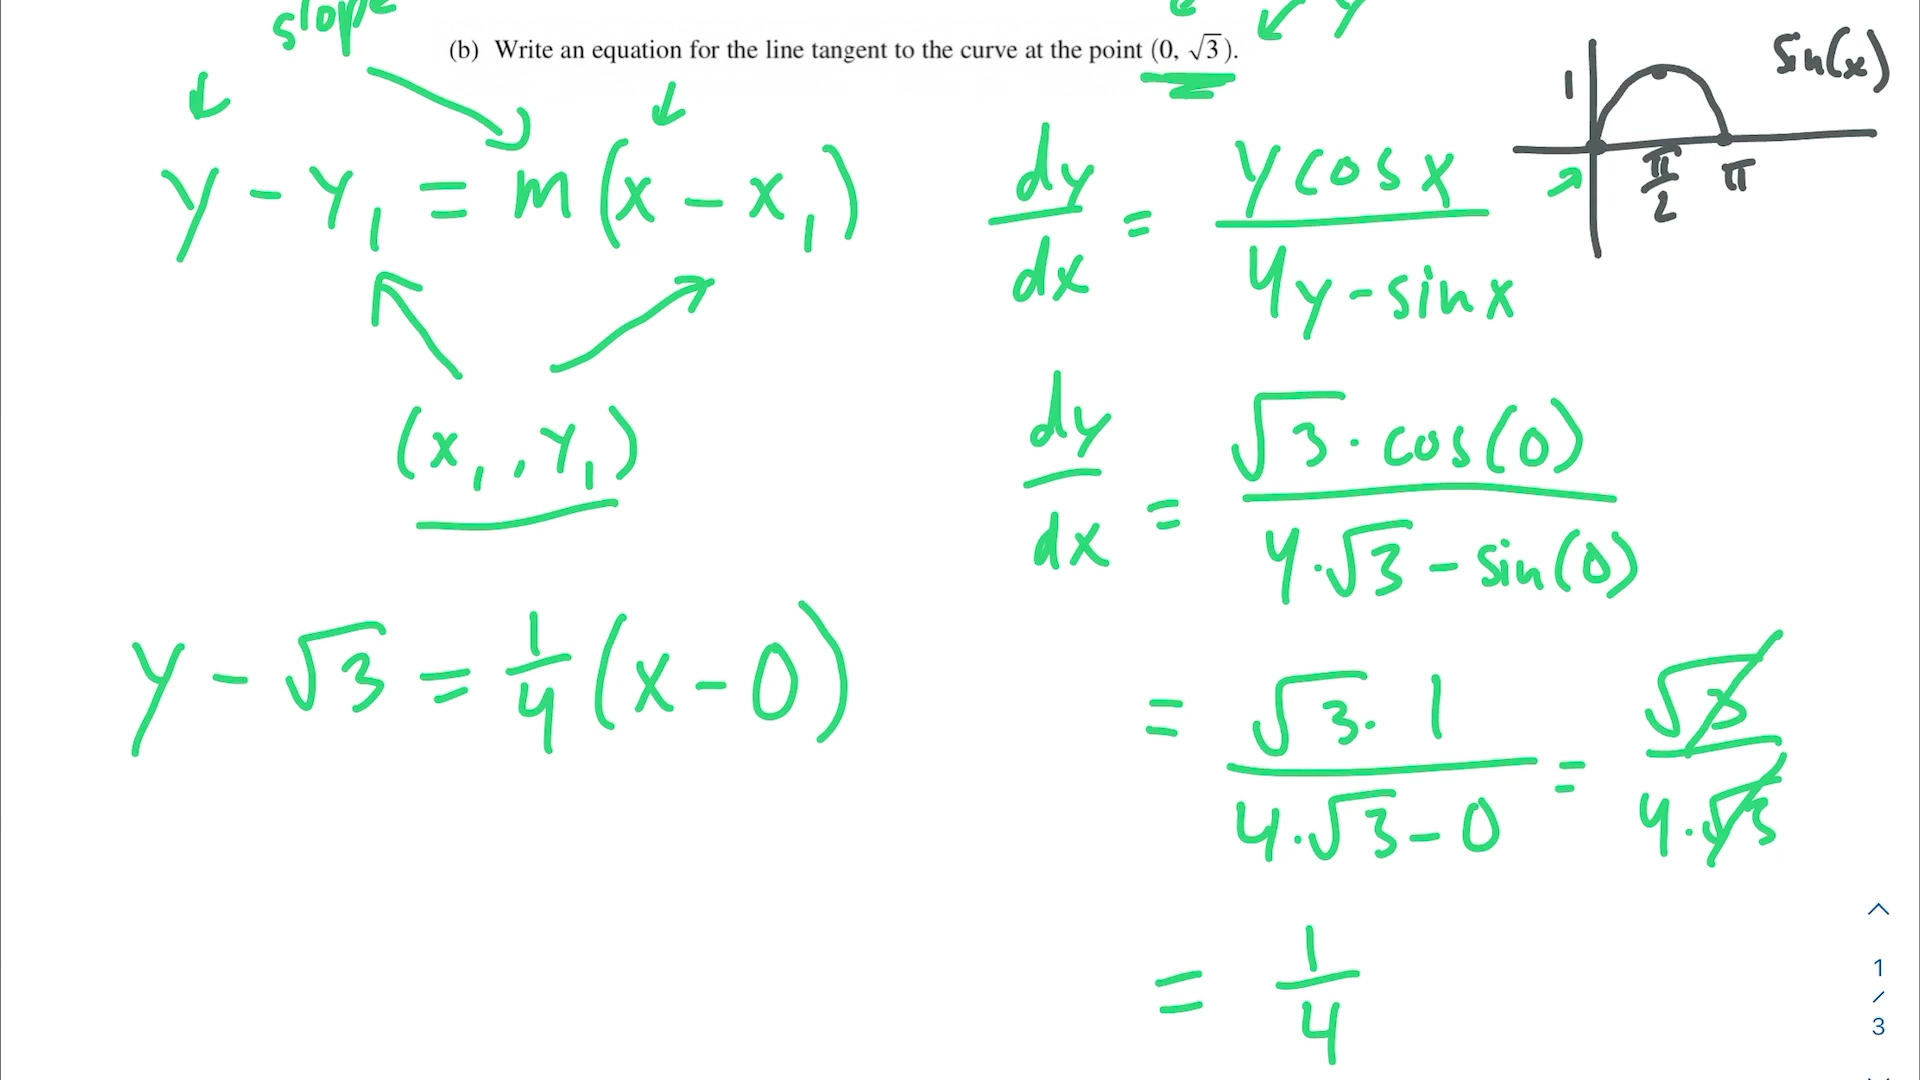 slope
(b) Write an equation for the line tangent to the curve at the point (0, √3).
y - y₁ = m(x - x₁)
(x₁, y₁)
y - √3 = 1/4 (x - 0)
y
dy/dx = y cos x / 4y - sin x
dy/dx = √3 · cos(0) / 4·√3 - sin(0)
= √3 · 1 / 4·√3 - 0 = √3 / 4·√3
= 1/4
sin(x)
1
π/2 π
1
/
3